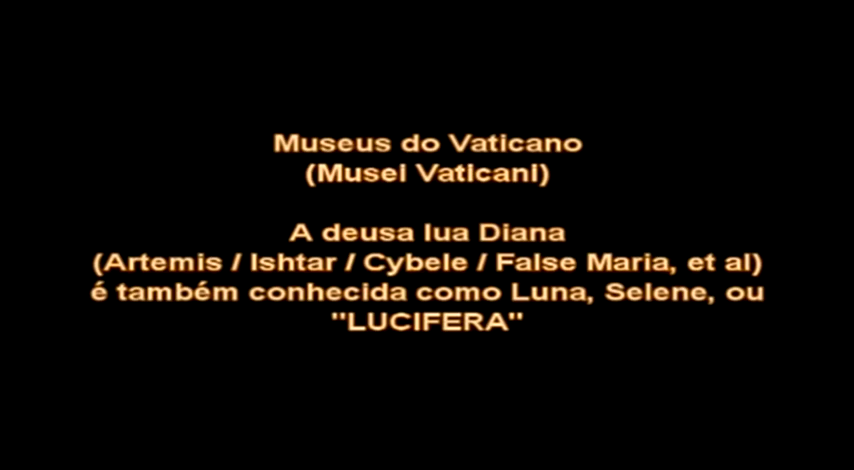 Museus do Vaticano
(Musei Vaticani)
A deusa lua Diana
(Artemis / Ishtar / Cybele / False Maria, et al)
é também conhecida como Luna, Selene, ou
"LUCIFERA"